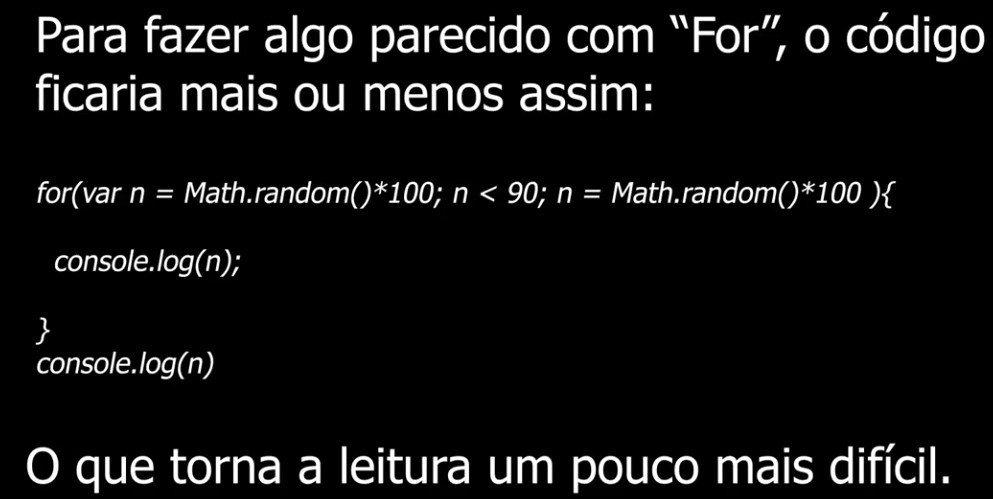 Para fazer algo parecido com “For”, o código
ficaria mais ou menos assim:
for(var n = Math.random()*100; n < 90; n = Math.random()*100 ){
console.log(n);
}
console.log(n)
O que torna a leitura um pouco mais difícil.